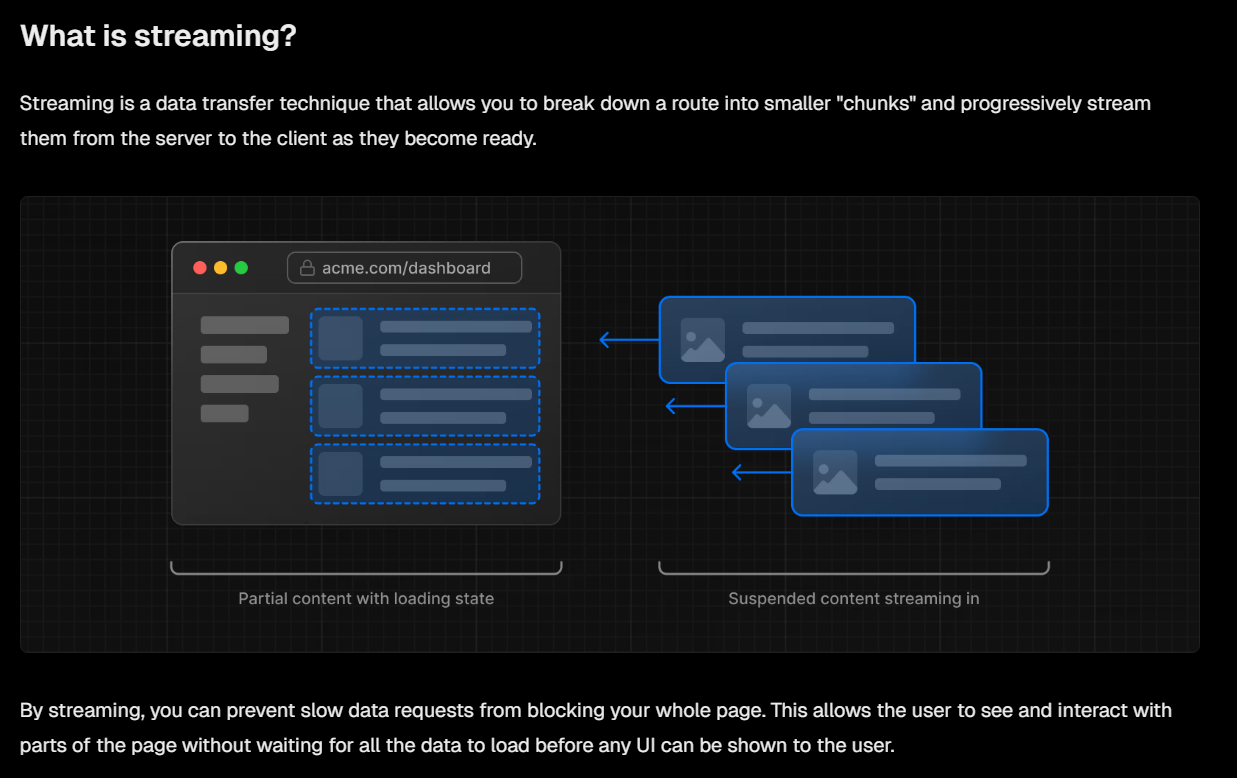 What is streaming?
Streaming is a data transfer technique that allows you to break down a route into smaller "chunks" and progressively stream
them from the server to the client as they become ready.
acme.com/dashboard
Partial content with loading state
Suspended content streaming in
By streaming, you can prevent slow data requests from blocking your whole page. This allows the user to see and interact with
parts of the page without waiting for all the data to load before any UI can be shown to the user.